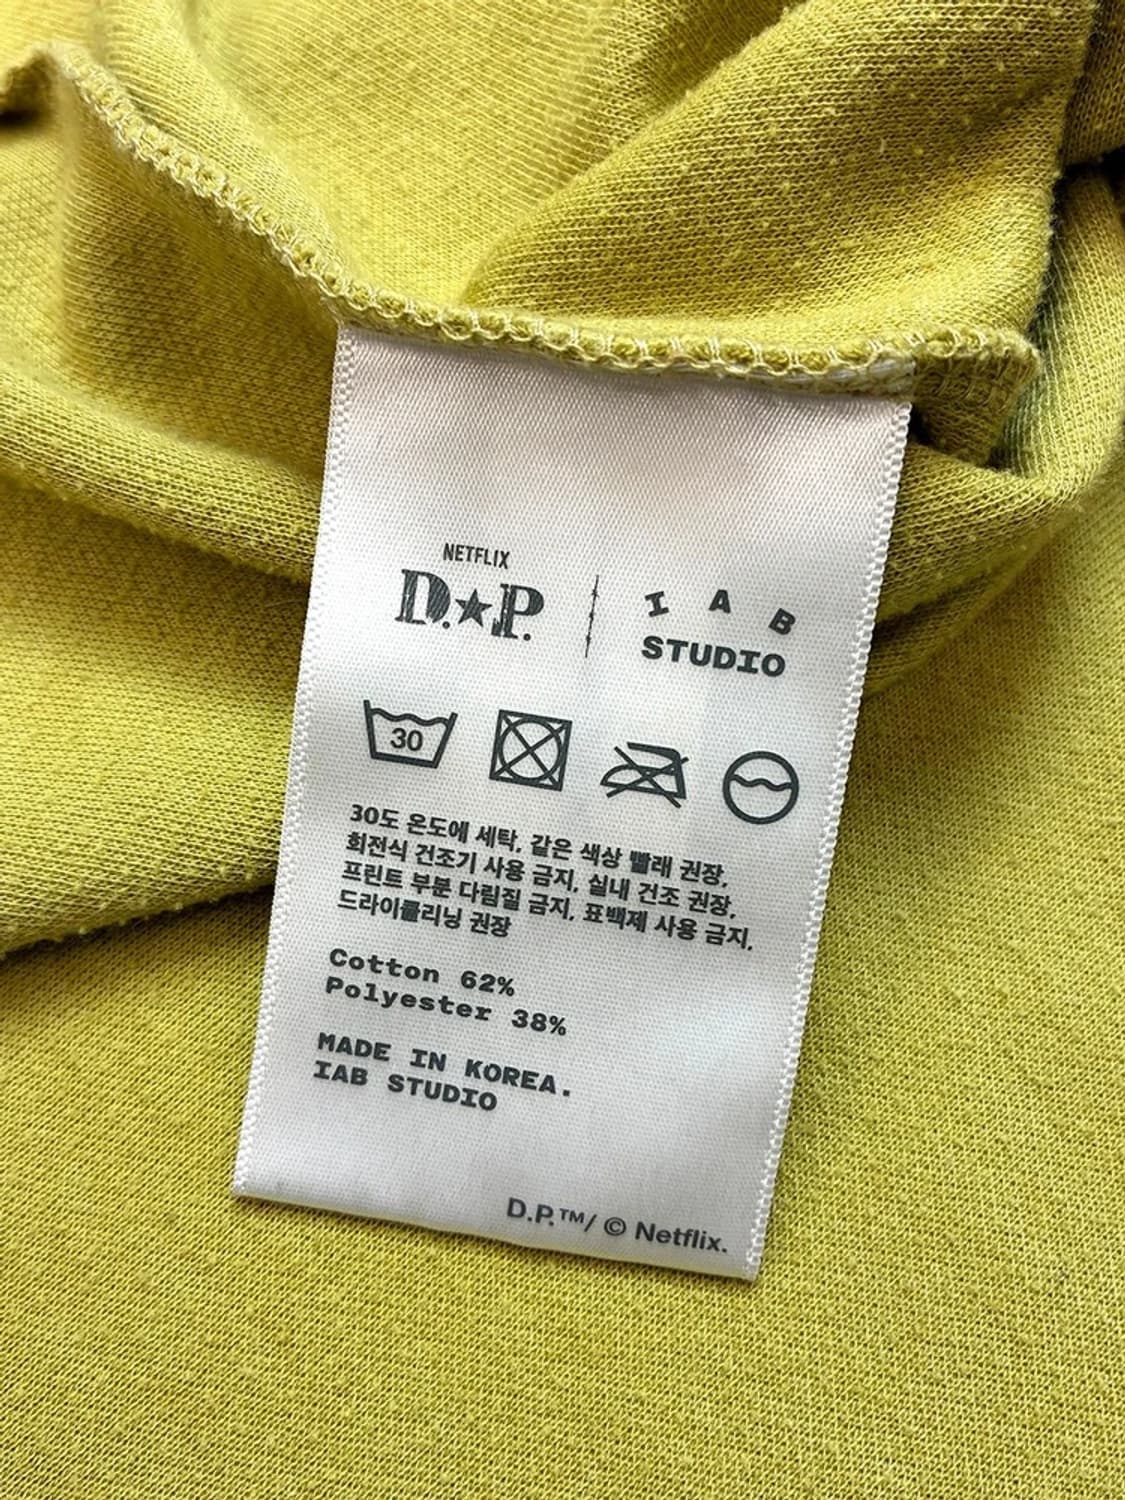 NETFLIX
D.★P.
IAB
STUDIO
30
30도 온도에 세탁, 같은 색상 빨래 권장,
회전식 건조기 사용 금지, 실내 건조 권장,
프린트 부분 다림질 금지, 표백제 사용 금지,
드라이클리닝 권장
Cotton 62%
Polyester 38%
MADE IN KOREA.
IAB STUDIO
D.P.™/ © Netflix.